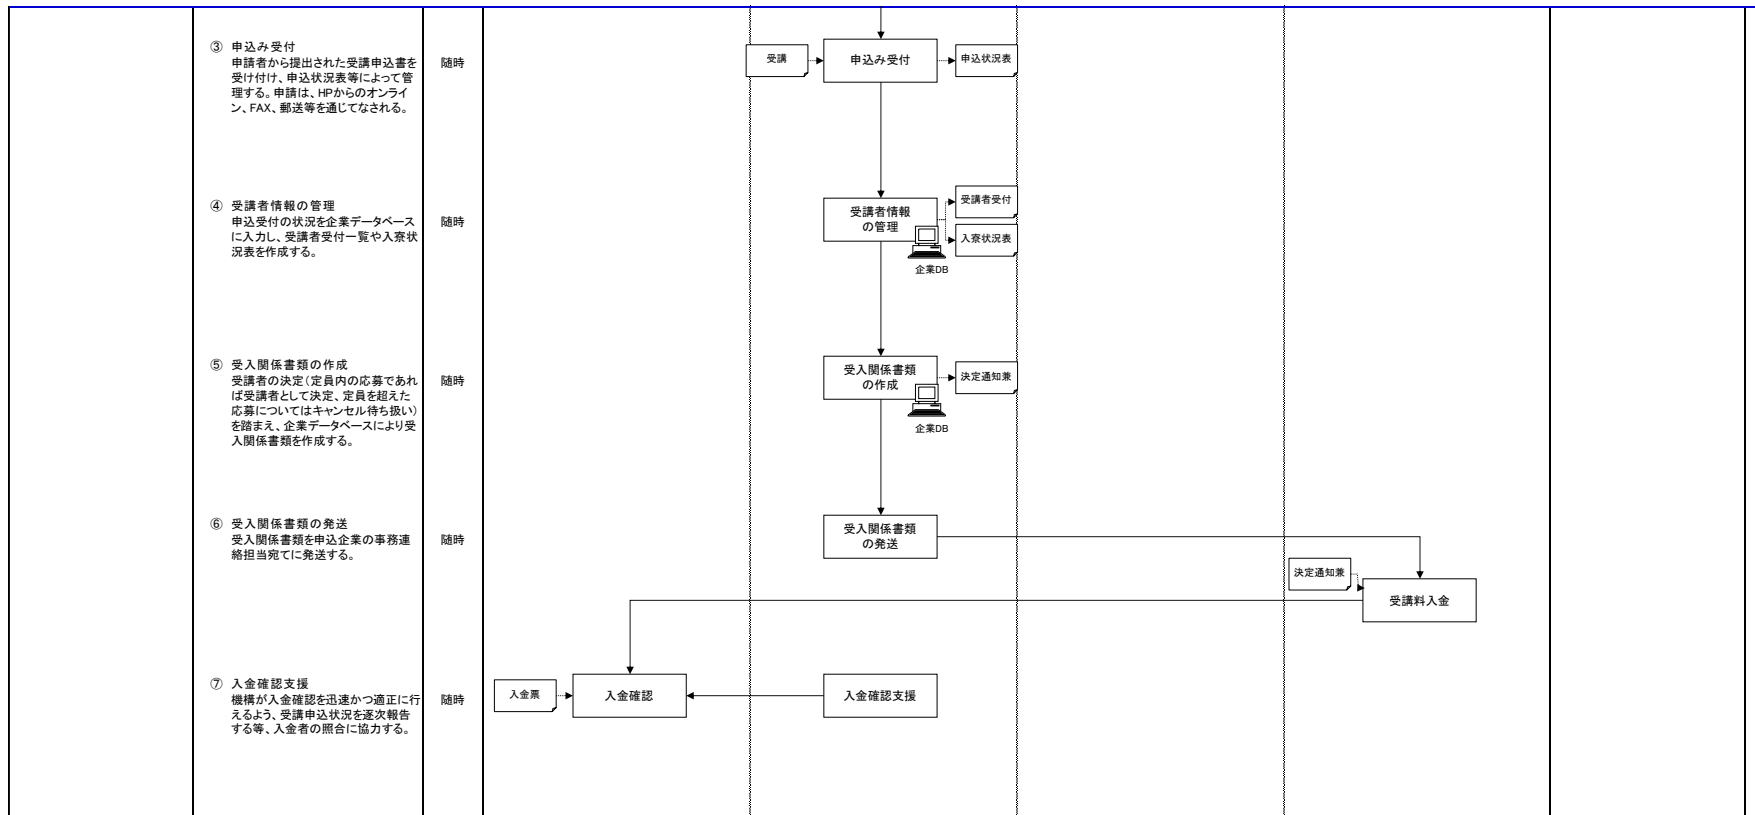 ③ 申込み受付
申請者から提出された受講申込書を
受け付け、申込状況表等によって管
理する。申請は、HPからのオンライ
ン、FAX、郵送等を通じてなされる。
随時
受講
申込み受付
申込状況表
④ 受講者情報の管理
申込受付の状況を企業データベース
に入力し、受講者受付一覧や入寮状
況表を作成する。
随時
受講者情報
の管理
企業DB
受講者受付
入寮状況表
⑤ 受入関係書類の作成
受講者の決定（定員内の応募であれ
ば受講者として決定、定員を超えた
応募についてはキャンセル待ち扱い）
を踏まえ、企業データベースにより受
入関係書類を作成する。
随時
受入関係書類
の作成
企業DB
決定通知兼
⑥ 受入関係書類の発送
受入関係書類を申込企業の事務連
絡担当宛てに発送する。
随時
受入関係書類
の発送
決定通知兼
受講料入金
⑦ 入金確認支援
機構が入金確認を迅速かつ適正に行
えるよう、受講申込状況を逐次報告
する等、入金者の照合に協力する。
随時
入金票
入金確認
入金確認支援